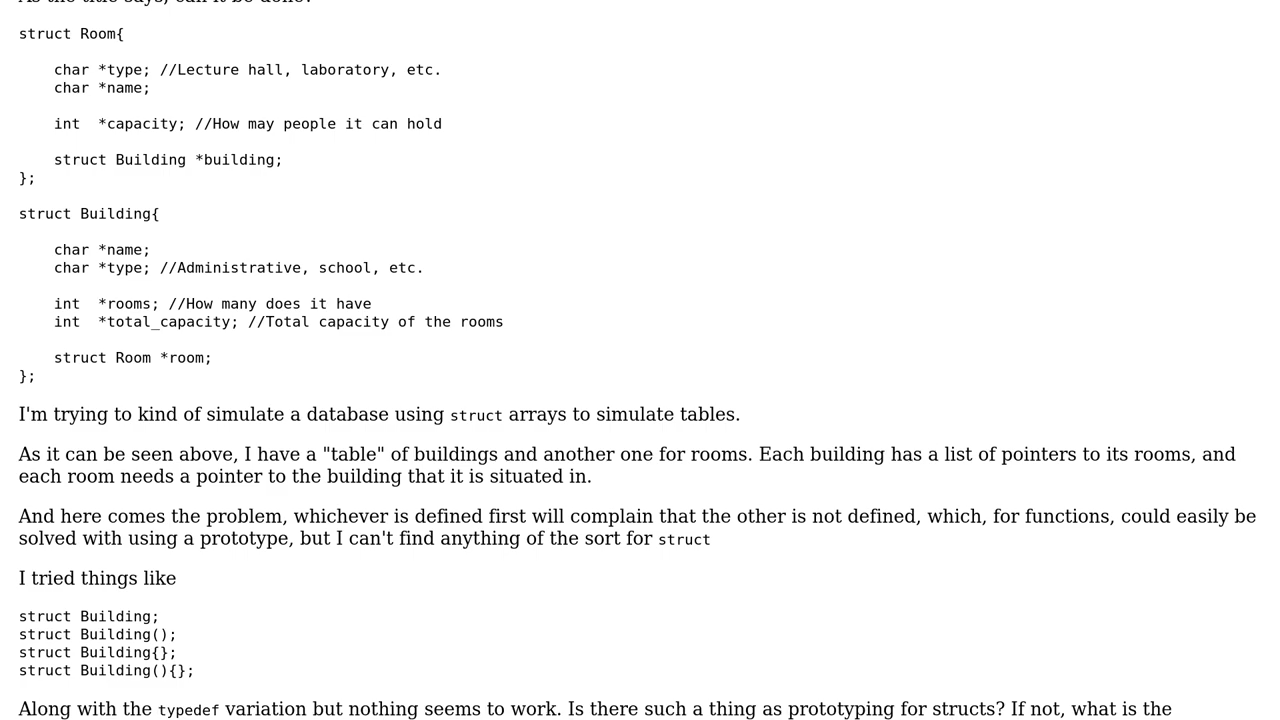 As the title says, can it be done?
struct Room{
    char *type; //Lecture hall, laboratory, etc.
    char *name;
    int  *capacity; //How may people it can hold
    struct Building *building;
};
struct Building{
    char *name;
    char *type; //Administrative, school, etc.
    int  *rooms; //How many does it have
    int  *total_capacity; //Total capacity of the rooms
    struct Room *room;
};
I'm trying to kind of simulate a database using struct arrays to simulate tables.
As it can be seen above, I have a "table" of buildings and another one for rooms. Each building has a list of pointers to its rooms, and
each room needs a pointer to the building that it is situated in.
And here comes the problem, whichever is defined first will complain that the other is not defined, which, for functions, could easily be
solved with using a prototype, but I can't find anything of the sort for struct
I tried things like
struct Building;
struct Building();
struct Building{};
struct Building(){};
Along with the typedef variation but nothing seems to work. Is there such a thing as prototyping for structs? If not, what is the